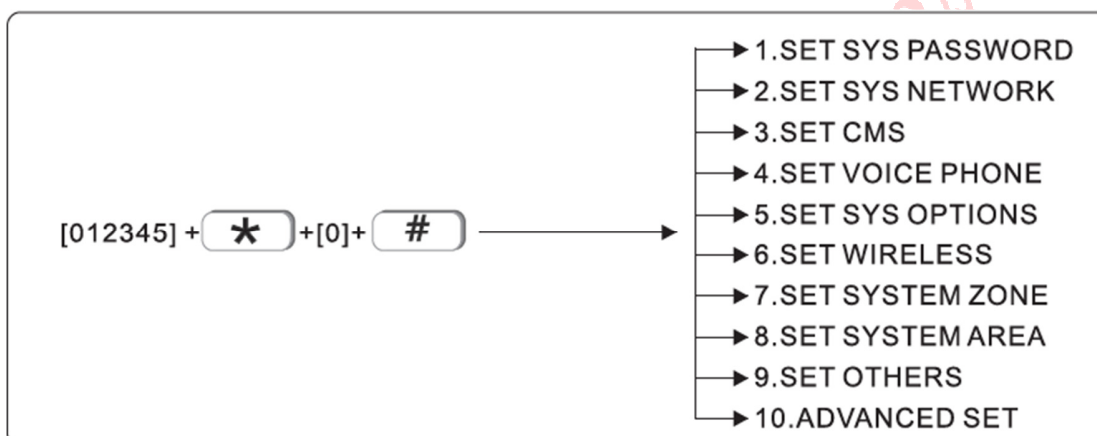 [012345] + * +[0]+ #
1.SET SYS PASSWORD
2.SET SYS NETWORK
3.SET CMS
4.SET VOICE PHONE
5.SET SYS OPTIONS
6.SET WIRELESS
7.SET SYSTEM ZONE
8.SET SYSTEM AREA
9.SET OTHERS
10.ADVANCED SET